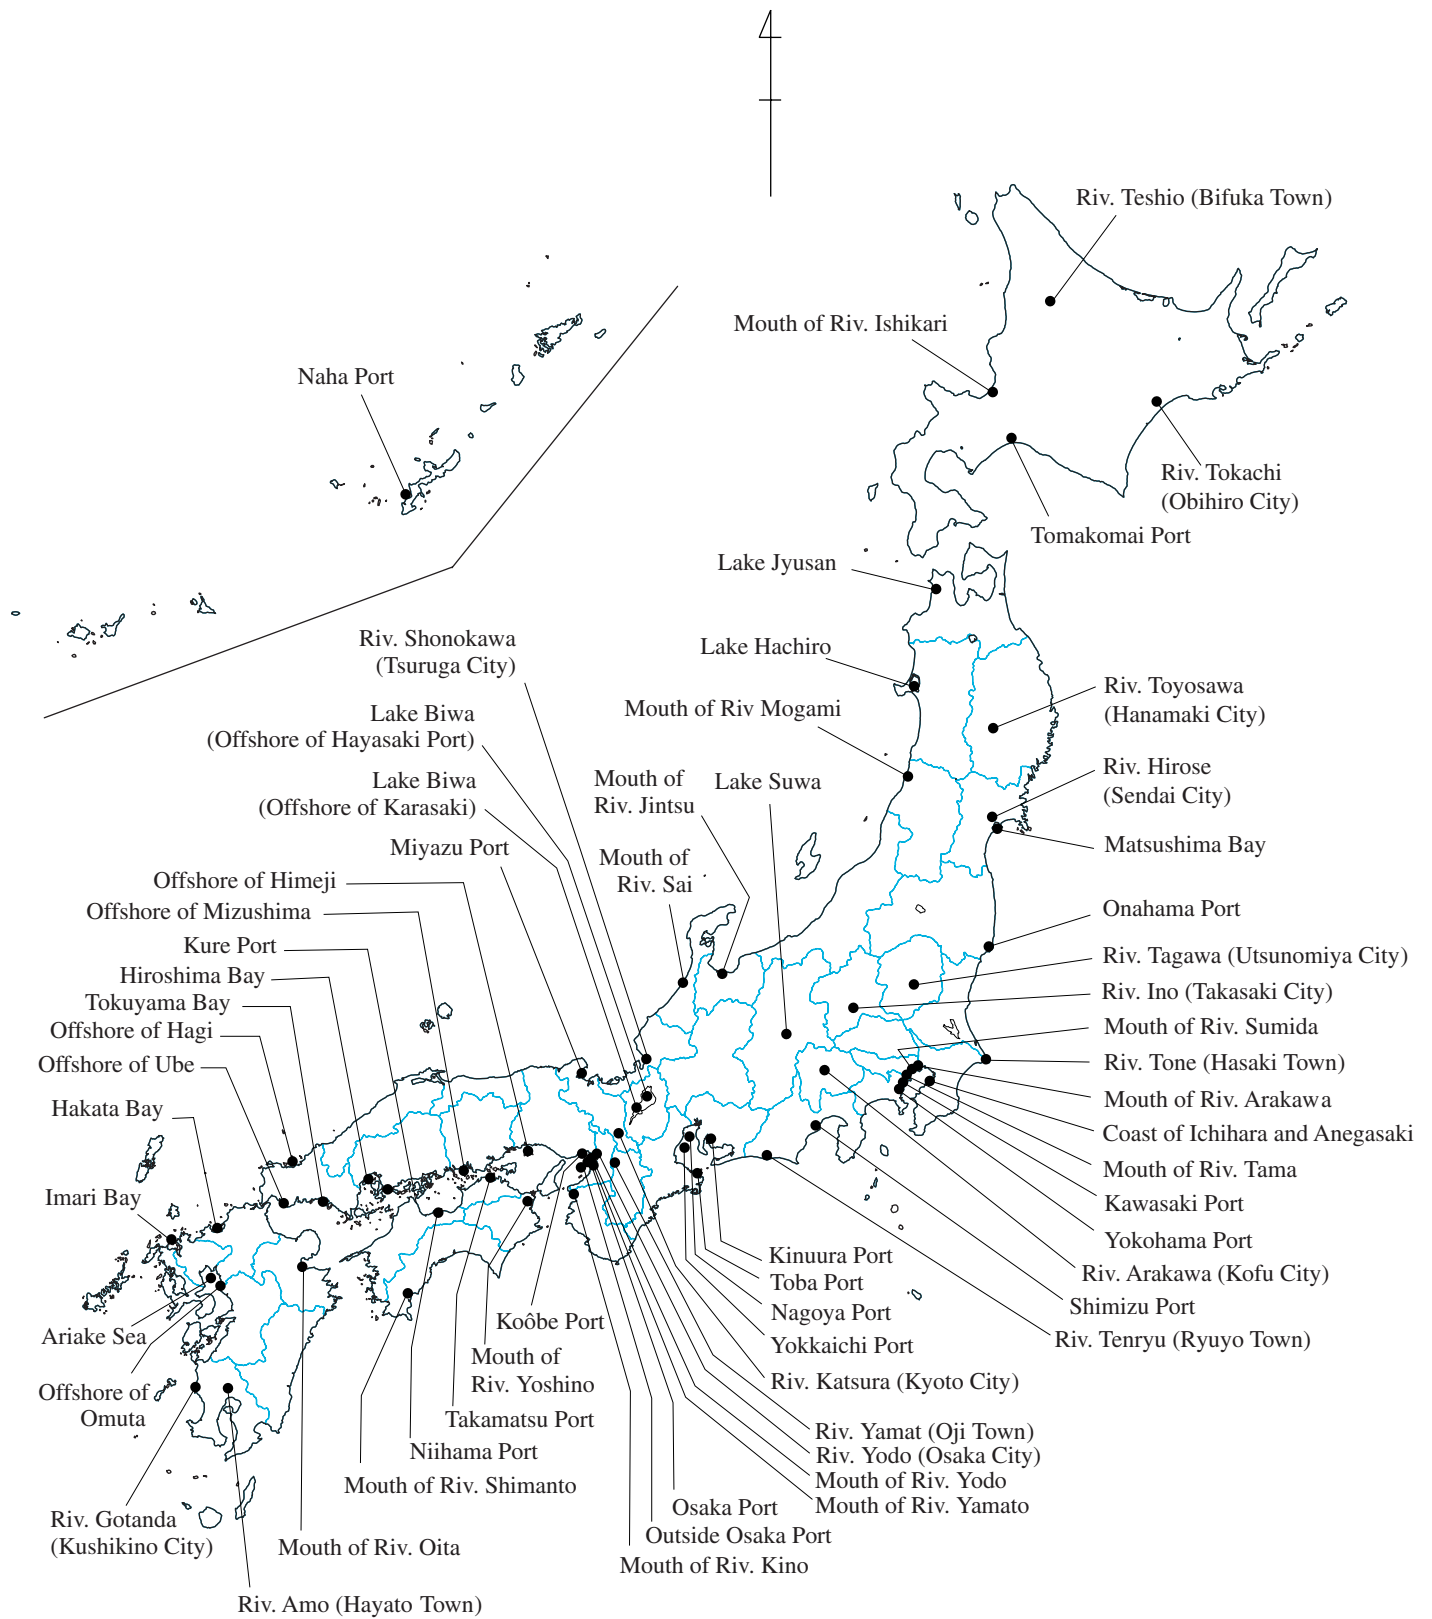 Riv. Teshio (Bifuka Town)
Mouth of Riv. Ishikari
Naha Port
Riv. Tokachi
(Obihiro City)
Tomakomai Port
Lake Jyusan
Riv. Shonokawa
(Tsuruga City)
Lake Hachiro
Riv. Toyosawa
(Hanamaki City)
Lake Biwa
(Offshore of Hayasaki Port)
Mouth of Riv Mogami
Riv. Hirose
(Sendai City)
Lake Biwa
(Offshore of Karasaki)
Mouth of
Riv. Jintsu
Lake Suwa
Matsushima Bay
Miyazu Port
Mouth of
Riv. Sai
Offshore of Himeji
Offshore of Mizushima
Onahama Port
Kure Port
Riv. Tagawa (Utsunomiya City)
Hiroshima Bay
Riv. Ino (Takasaki City)
Tokuyama Bay
Offshore of Hagi
Mouth of Riv. Sumida
Offshore of Ube
Riv. Tone (Hasaki Town)
Hakata Bay
Mouth of Riv. Arakawa
Coast of Ichihara and Anegasaki
Mouth of Riv. Tama
Imari Bay
Kawasaki Port
Yokohama Port
Kinuura Port
Riv. Arakawa (Kofu City)
Toba Port
Shimizu Port
Nagoya Port
Koôbe Port
Ariake Sea
Riv. Tenryu (Ryuyo Town)
Yokkaichi Port
Mouth of
Riv. Yoshino
Riv. Katsura (Kyoto City)
Offshore of
Omuta
Takamatsu Port
Riv. Yamat (Oji Town)
Niihama Port
Riv. Yodo (Osaka City)
Mouth of Riv. Yodo
Mouth of Riv. Shimanto
Mouth of Riv. Yamato
Osaka Port
Riv. Gotanda
(Kushikino City)
Outside Osaka Port
Mouth of Riv. Oita
Mouth of Riv. Kino
Riv. Amo (Hayato Town)